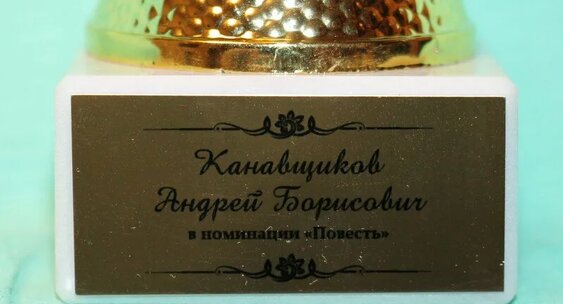 Канавщиков
Андрей Борисович
в номинации «Повесть»